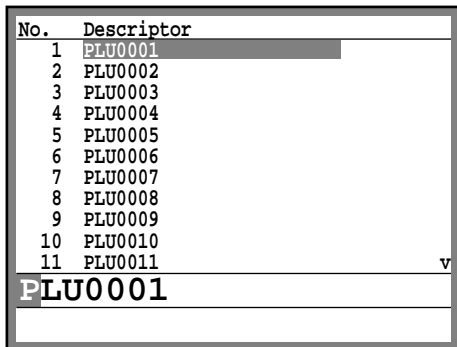 No. Descriptor
1 PLU0001
2 PLU0002
3 PLU0003
4 PLU0004
5 PLU0005
6 PLU0006
7 PLU0007
8 PLU0008
9 PLU0009
10 PLU0010
11 PLU0011 v
PLU0001